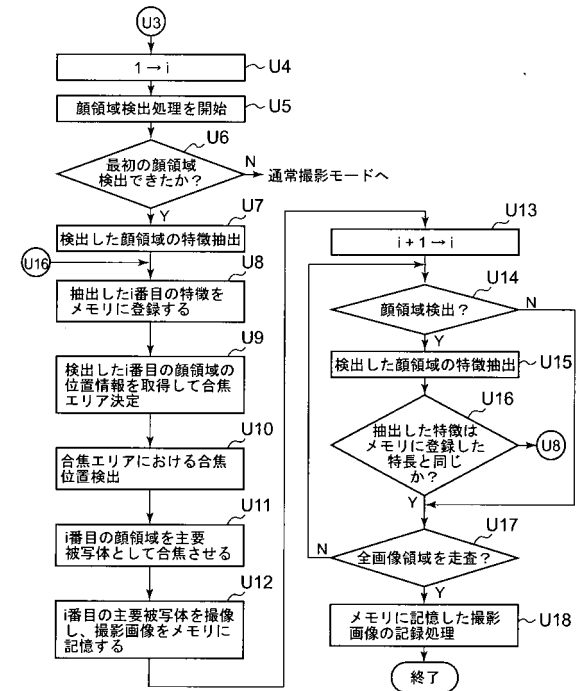 U3
1→i
U4
顔領域検出処理を開始
U5
U6
最初の顔領域
検出できたか？
N
通常撮影モードへ
Y
U7
検出した顔領域の特徴抽出
U16
U8
抽出したi番目の特徴を
メモリに登録する
U9
検出したi番目の顔領域の
位置情報を取得して合焦
エリア決定
U10
合焦エリアにおける合焦
位置検出
U11
i番目の顔領域を主要
被写体として合焦させる
U12
i番目の主要被写体を撮像
し、撮影画像をメモリに
記憶する
U13
i+1→i
U14
顔領域検出？
N
Y
U15
検出した顔領域の特徴抽出
U16
抽出した特徴は
メモリに登録した
特長と同じ
か？
U8
Y
U17
N
全画像領域を走査？
Y
U18
メモリに記憶した撮影
画像の記録処理
終了